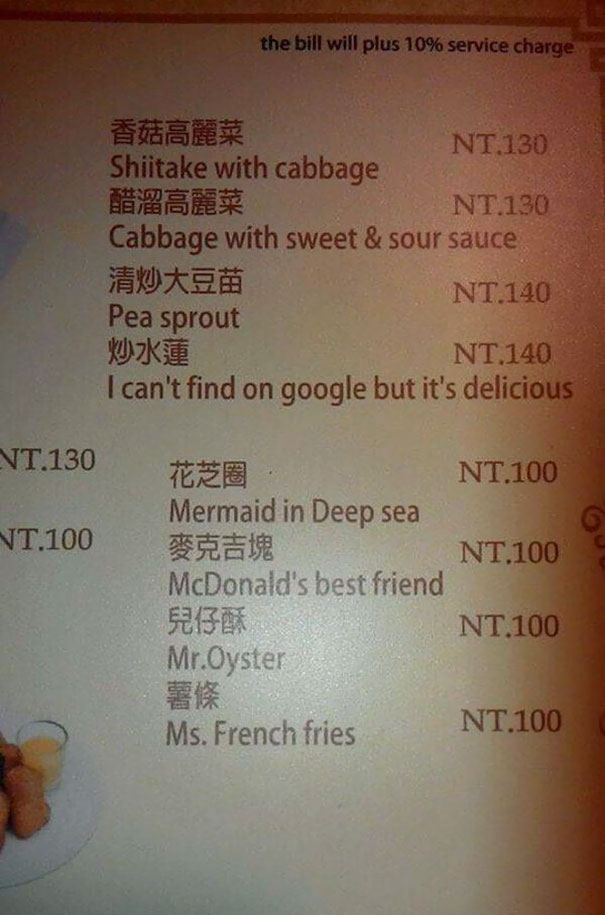 the bill will plus 10% service charge
香菇高麗菜 NT.130
Shiitake with cabbage
醋溜高麗菜 NT.130
Cabbage with sweet & sour sauce
清炒大豆苗 NT.140
Pea sprout
炒水蓮 NT.140
I can't find on google but it's delicious
NT.130
花芝圈 NT.100
Mermaid in Deep sea
NT.100
麥克吉塊 NT.100
McDonald's best friend
兒仔酥 NT.100
Mr.Oyster
薯條
Ms. French fries NT.100